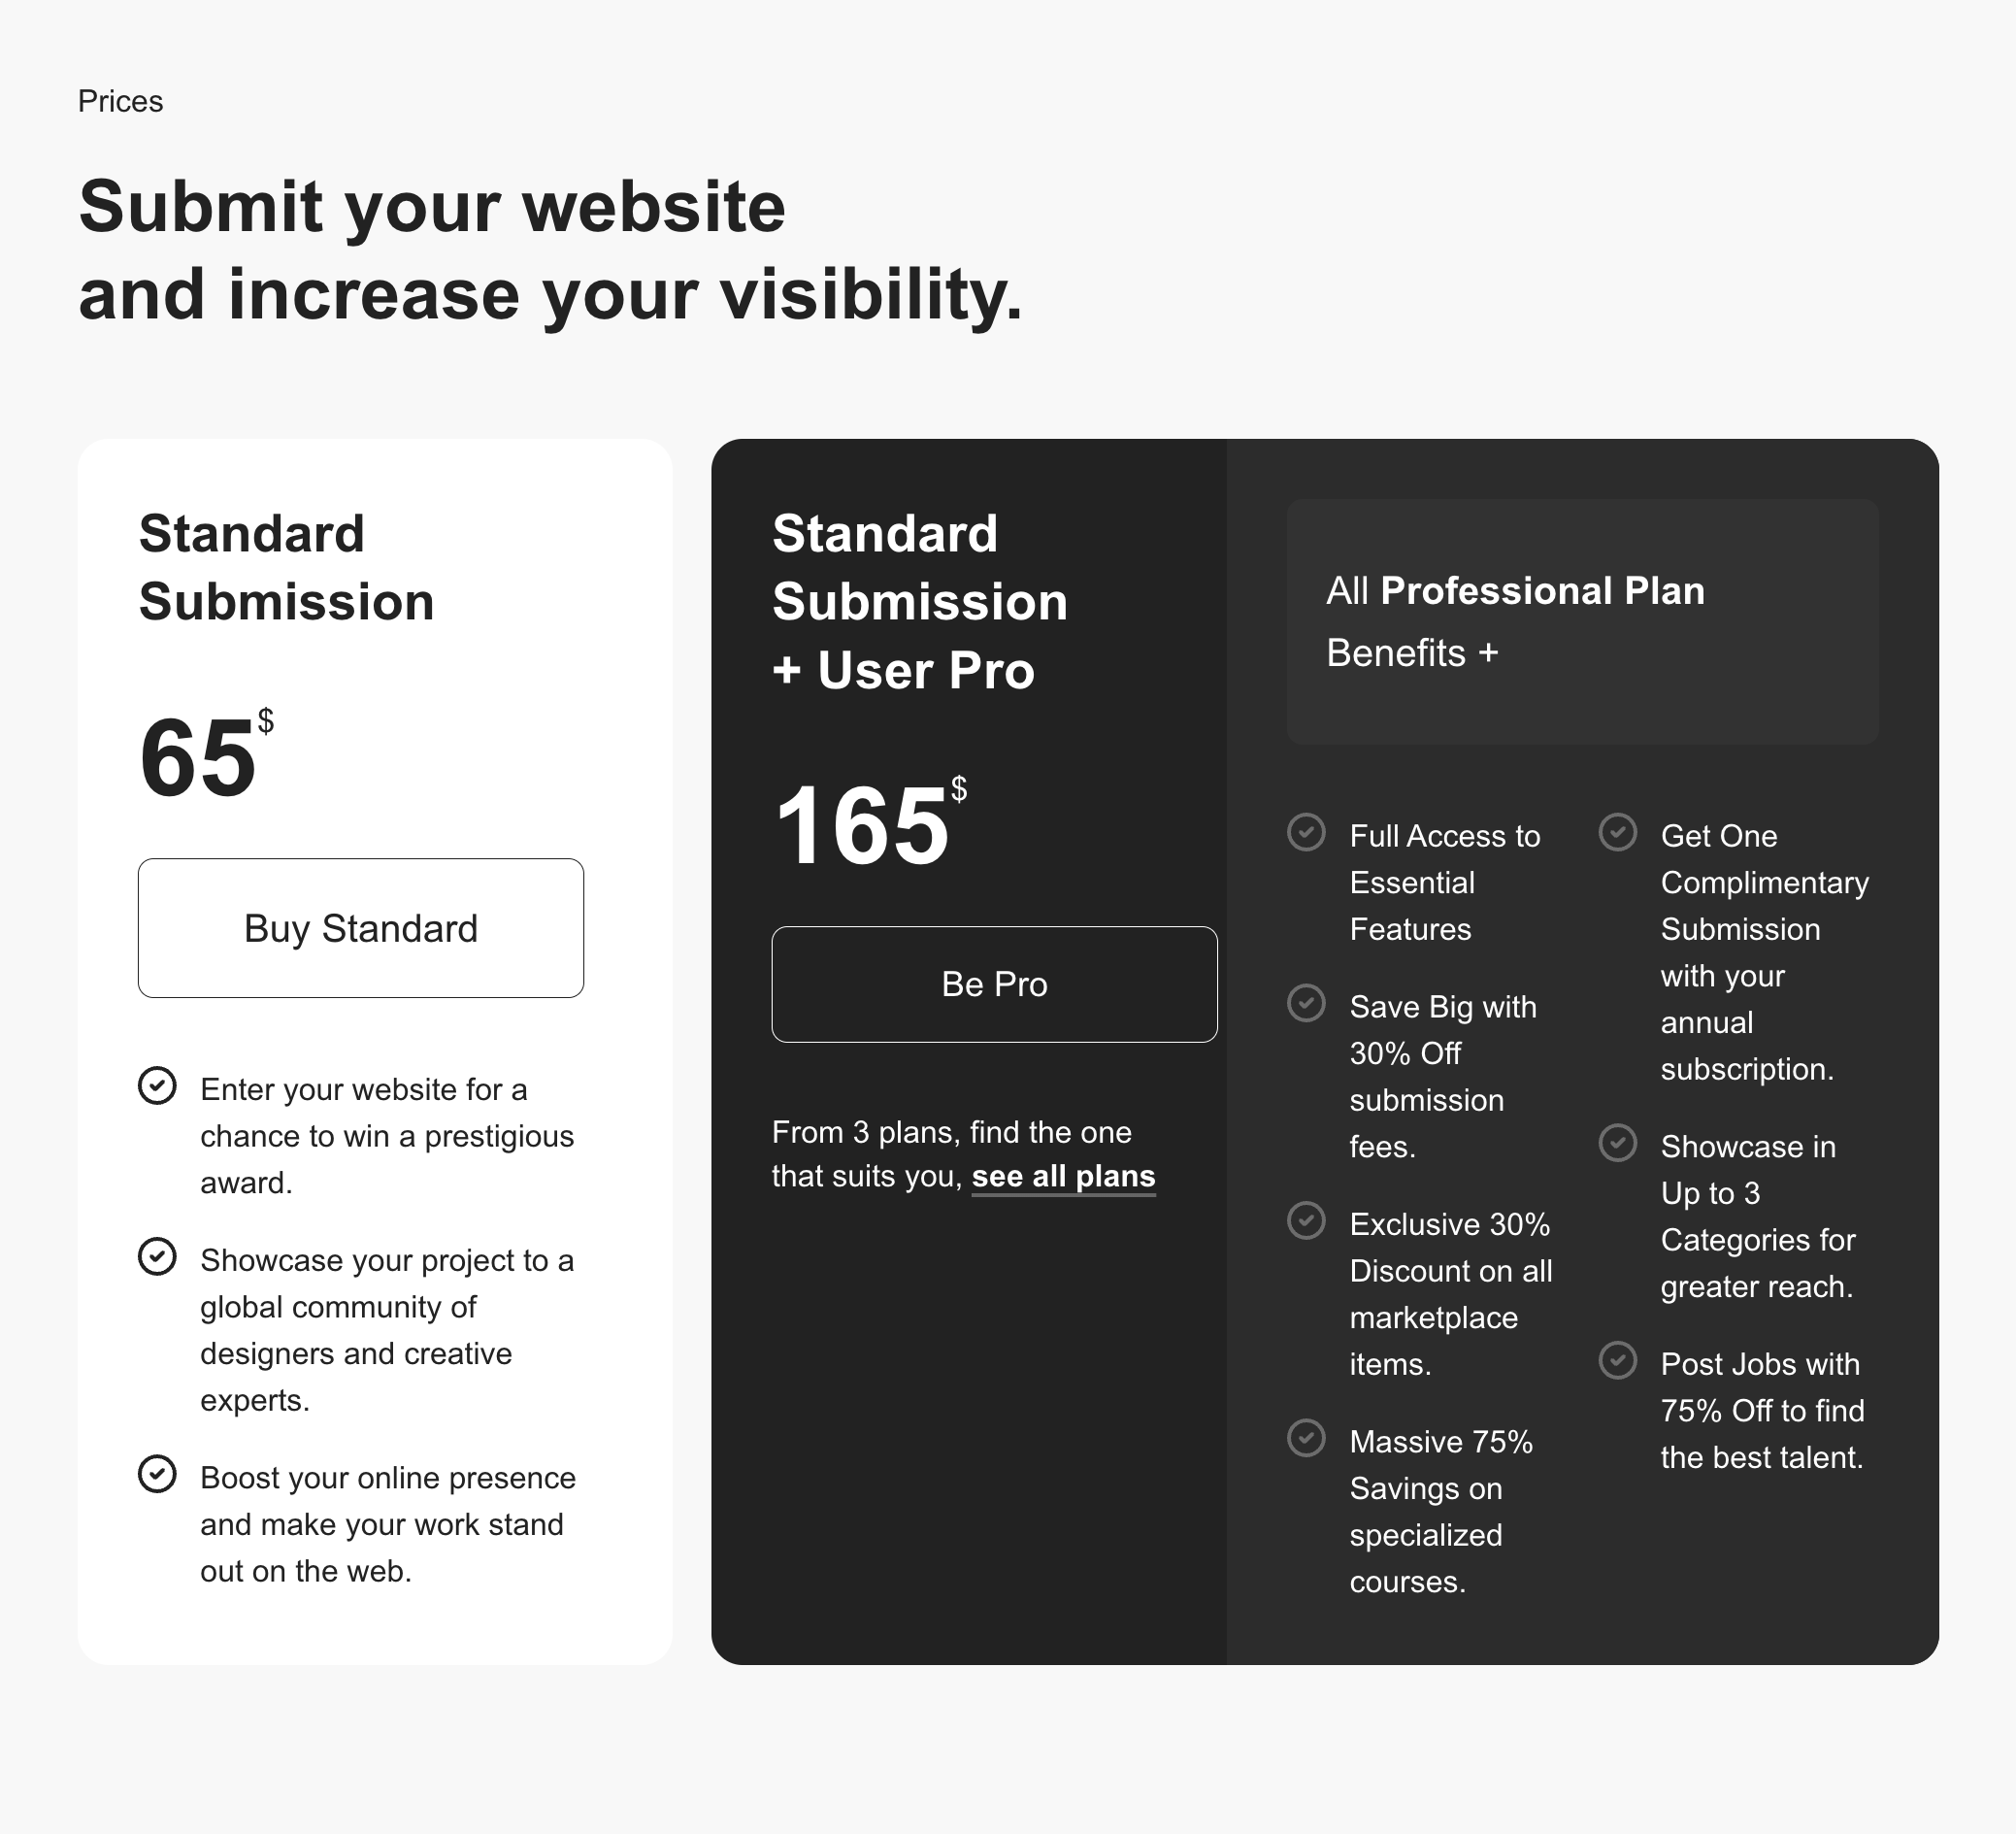 Prices
Submit your website
and increase your visibility.
Standard
Submission
65$
Buy Standard
Enter your website for a
chance to win a prestigious
award.
Showcase your project to a
global community of
designers and creative
experts.
Boost your online presence
and make your work stand
out on the web.
Standard
Submission
+ User Pro
165$
Be Pro
From 3 plans, find the one
that suits you, see all plans
All Professional Plan
Benefits +
Full Access to
Essential
Features
Save Big with
30% Off
submission
fees.
Exclusive 30%
Discount on all
marketplace
items.
Massive 75%
Savings on
specialized
courses.
Get One
Complimentary
Submission
with your
annual
subscription.
Showcase in
Up to 3
Categories for
greater reach.
Post Jobs with
75% Off to find
the best talent.